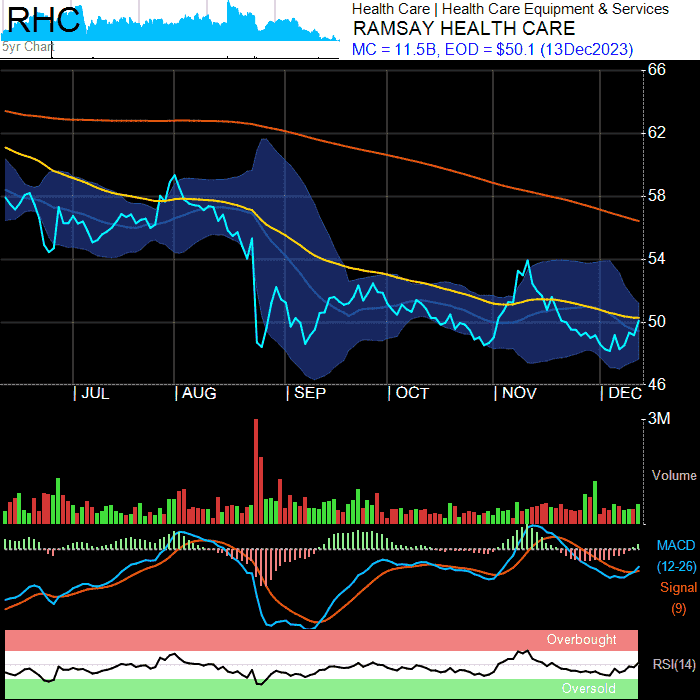 RHC
5yr Chart
Health Care | Health Care Equipment & Services
RAMSAY HEALTH CARE
MC = 11.5B, EOD = $50.1 (13Dec2023)
66
62
58
54
50
46
| JUL | AUG | SEP | OCT | NOV | DEC
3M
Volume
MACD
(12-26)
Signal
(9)
Overbought
RSI(14)
Oversold